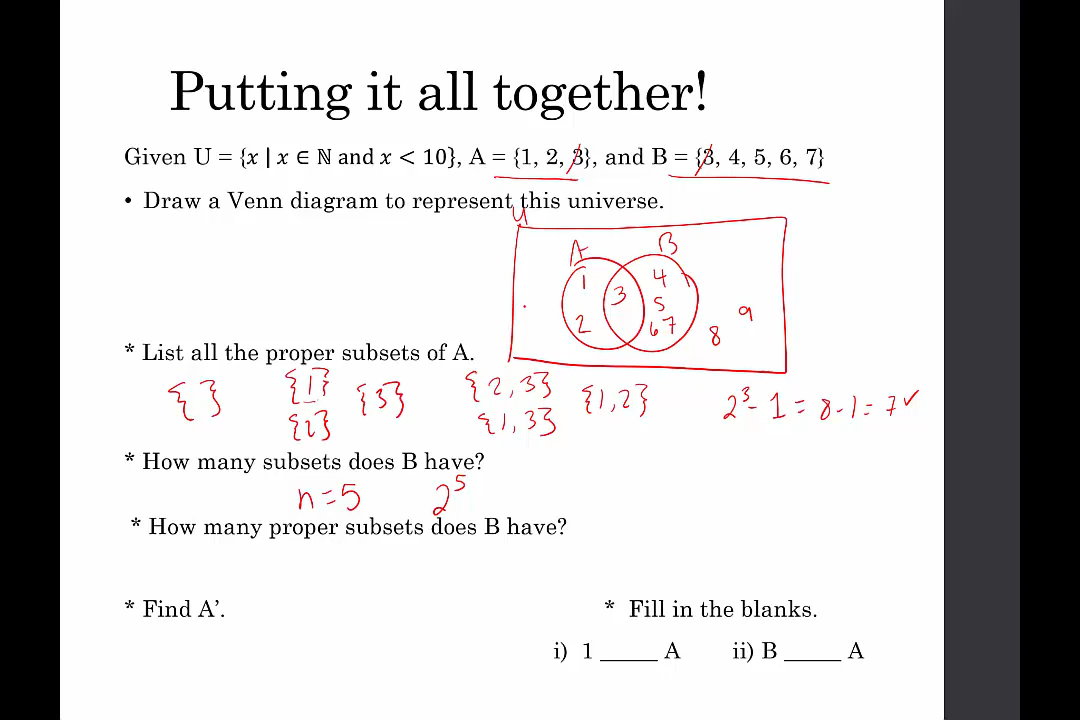 Putting it all together!
Given U = {𝑥 | 𝑥 ∈ ℕ and 𝑥 < 10}, A = {1, 2, 3}, and B = {3, 4, 5, 6, 7}
• Draw a Venn diagram to represent this universe.
U
A B
1 3 4
5
2 6 7 8 9
* List all the proper subsets of A.
{ } {1} {3} {2, 3} {1, 2} 2³ - 1 = 8 - 1 = 7 ✓
{2} {1, 3}
* How many subsets does B have?
n = 5 2⁵
* How many proper subsets does B have?
* Find A’. * Fill in the blanks.
i) 1 _____ A ii) B _____ A